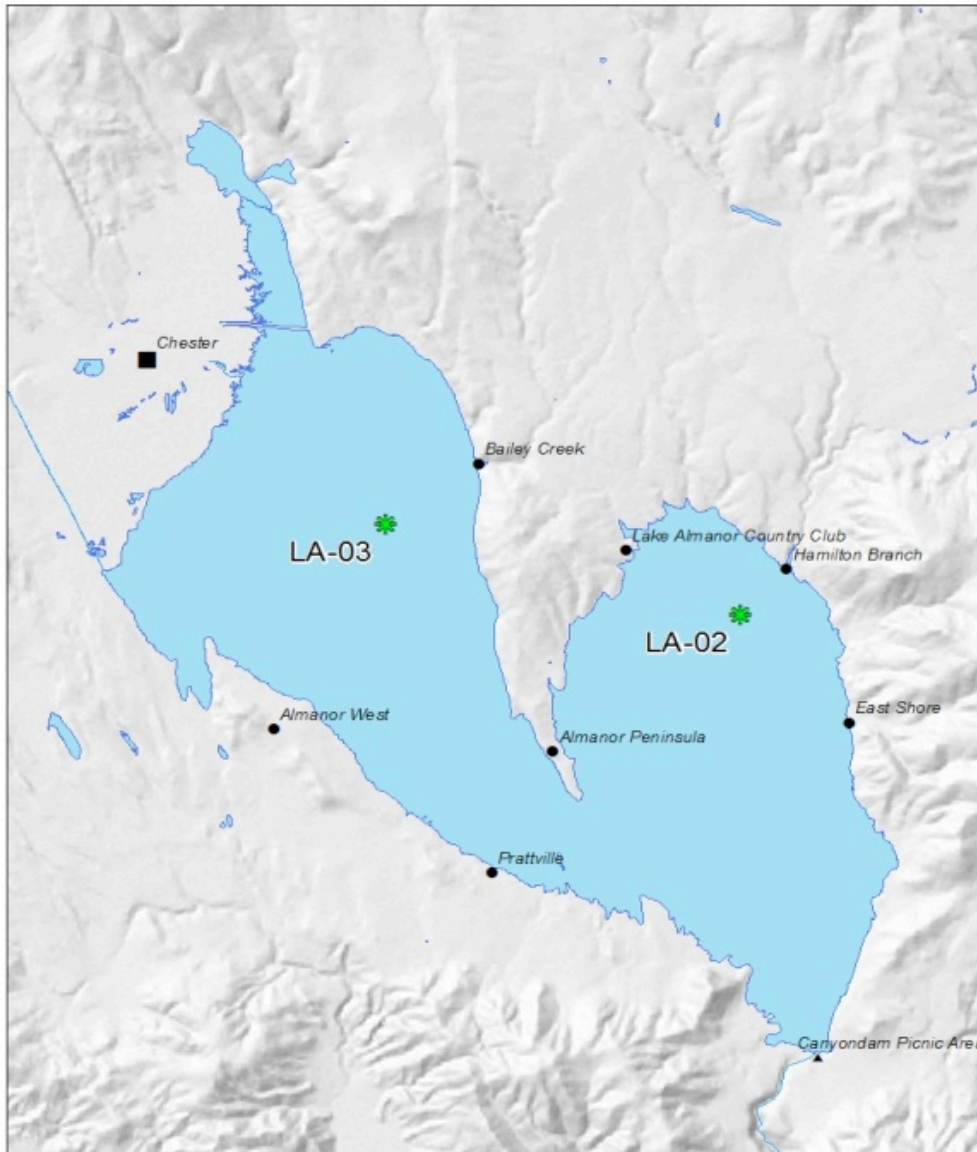 Chester
Bailey Creek
LA-03
Lake Almanor Country Club
Hamilton Branch
LA-02
East Shore
Almanor West
Almanor Peninsula
Prattville
Canyondam Picnic Area